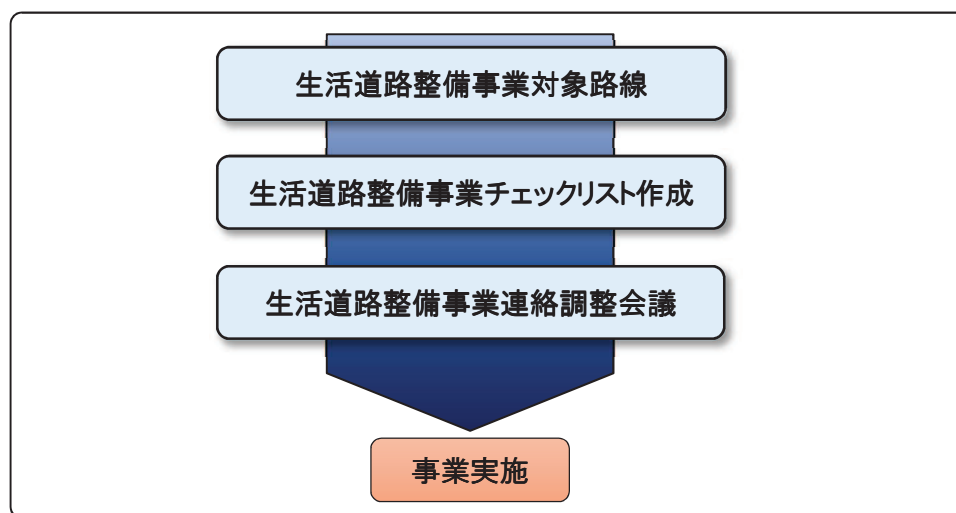 生活道路整備事業対象路線
生活道路整備事業チェックリスト作成
生活道路整備事業連絡調整会議
事業実施